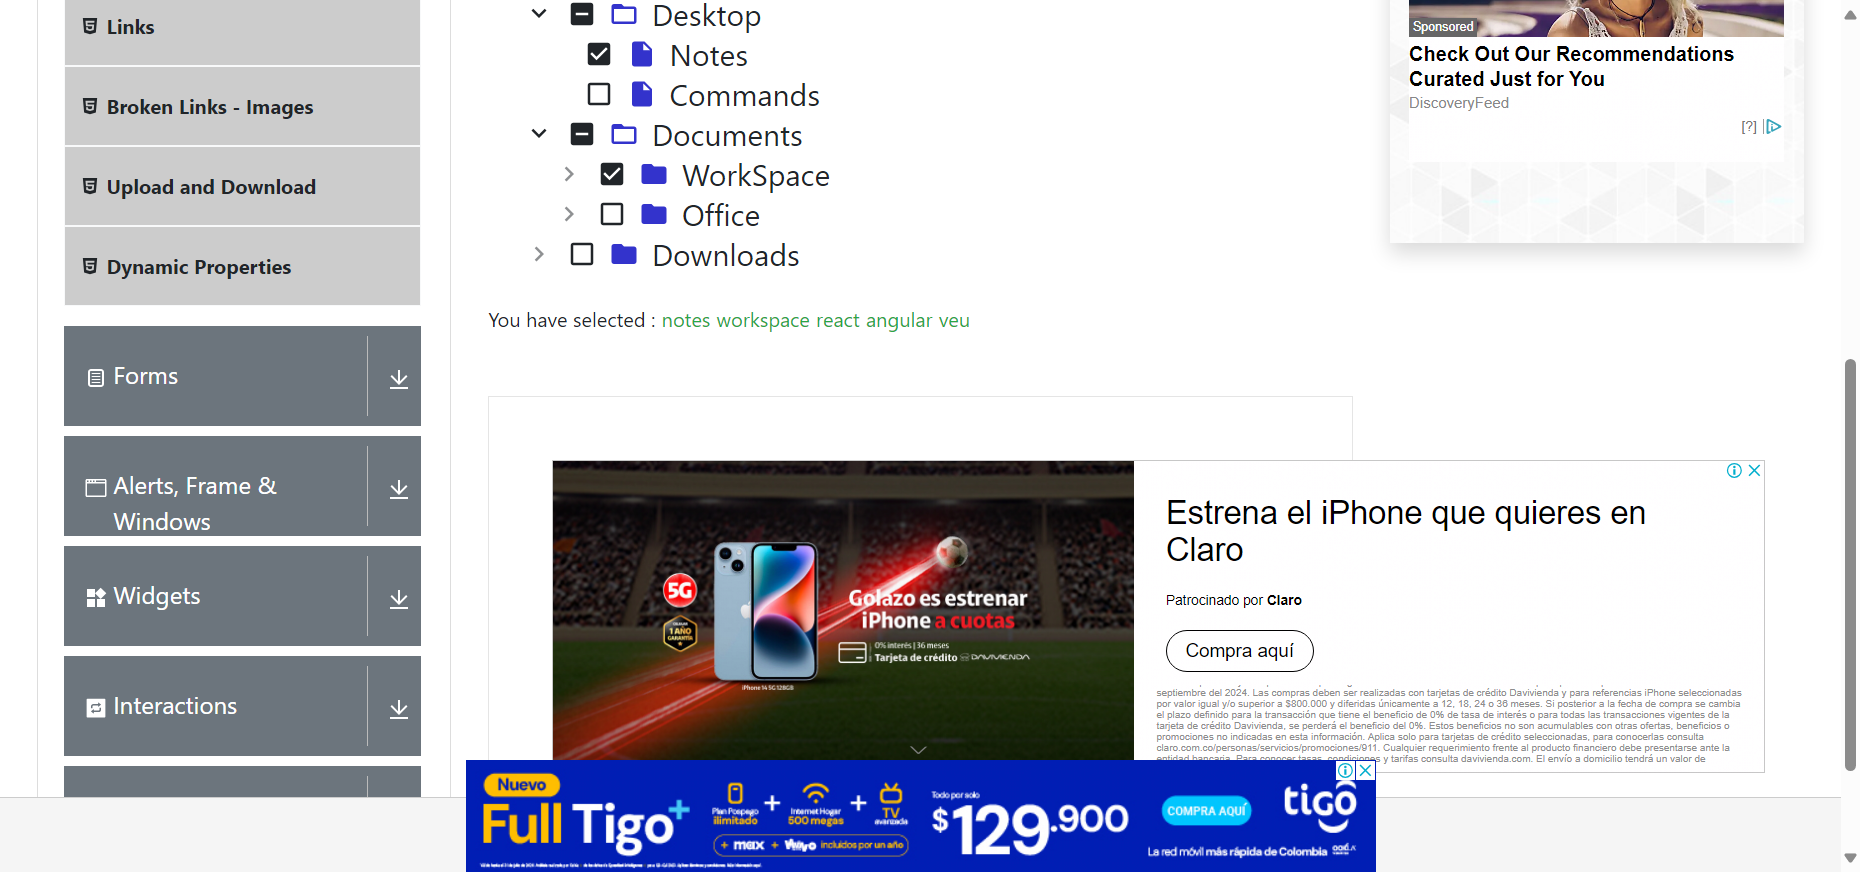 Links
Broken Links - Images
Upload and Download
Dynamic Properties
Forms
Alerts, Frame &
Windows
Widgets
Interactions
Desktop
Notes
Commands
Documents
WorkSpace
Office
Downloads
You have selected : notes workspace react angular veu
Sponsored
Check Out Our Recommendations
Curated Just for You
DiscoveryFeed
[?]
5G
1 AÑO
GARANTÍA
Golazo es estrenar
iPhone a cuotas
0% interés | 36 meses
Tarjeta de crédito DAVIVIENDA
iPhone 14 5G 128GB
Estrena el iPhone que quieres en
Claro
Patrocinado por Claro
Compra aquí
septiembre del 2024. Las compras deben ser realizadas con tarjetas de crédito Davivienda y para referencias iPhone seleccionadas
por valor igual y/o superior a $800.000 y diferidas únicamente a 12, 18, 24 o 36 meses. Si posterior a la fecha de compra se cambia
el plazo definido para la transacción que tiene el beneficio de 0% de tasa de interés o para todas las transacciones vigentes de la
tarjeta de crédito Davivienda, se perderá el beneficio del 0%. Estos beneficios no son acumulables con otras ofertas, beneficios o
promociones no indicadas en esta información. Aplica solo para tarjetas de crédito seleccionadas, para conocerlas consulta
claro.com.co/personas/servicios/promociones/911. Cualquier requerimiento frente al producto financiero debe presentarse ante la
entidad bancaria. Para conocer tasas, condiciones y tarifas consulta davivienda.com. El envío a domicilio tendrá un valor de
Nuevo
Full Tigo+
Plan Pospago
ilimitado
+
Internet Hogar
500 megas
+
TV
avanzada
+ max + ViVVO incluidos por un año
Todo por solo
$129.900
COMPRA AQUÍ
tigo
La red móvil más rápida de Colombia